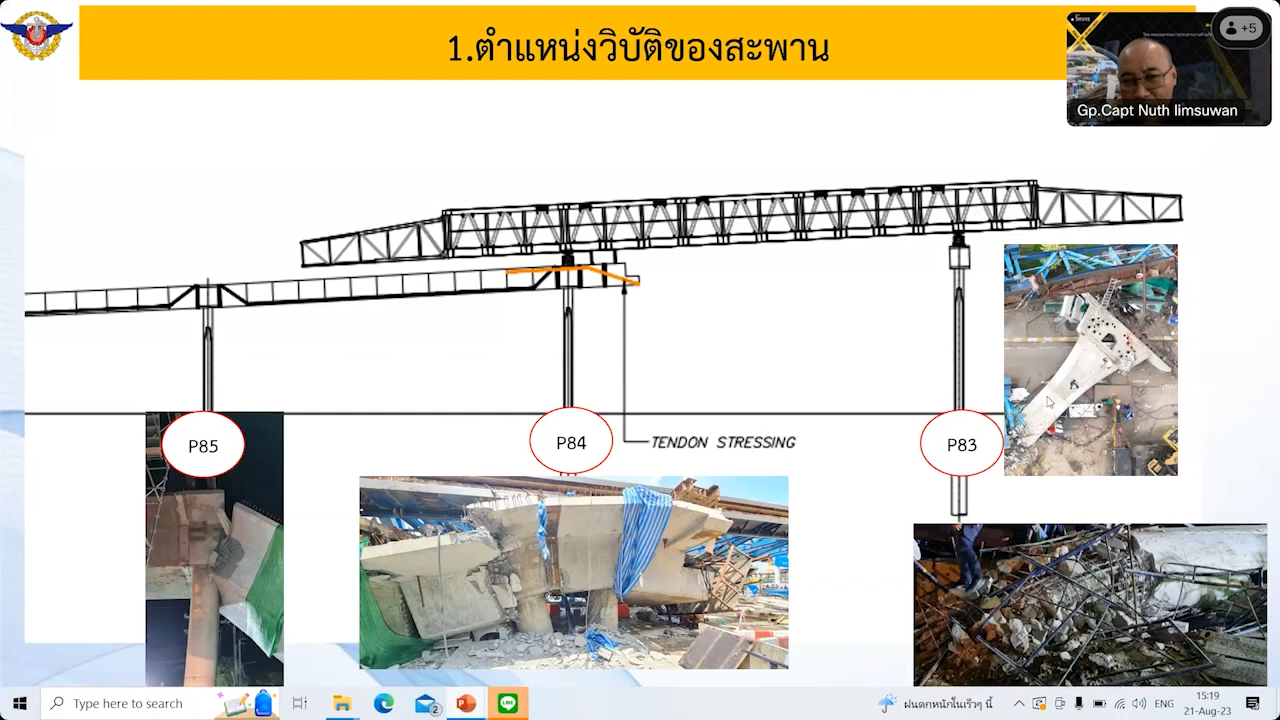 1.ตำแหน่งวิบัติของสะพาน
+5
Gp.Capt Nuth Iimsuwan
TENDON STRESSING
P85
P84
P83
Type here to search
2
ฝนตกหนักในเร็วๆ นี้
ENG
15:19
21-Aug-23